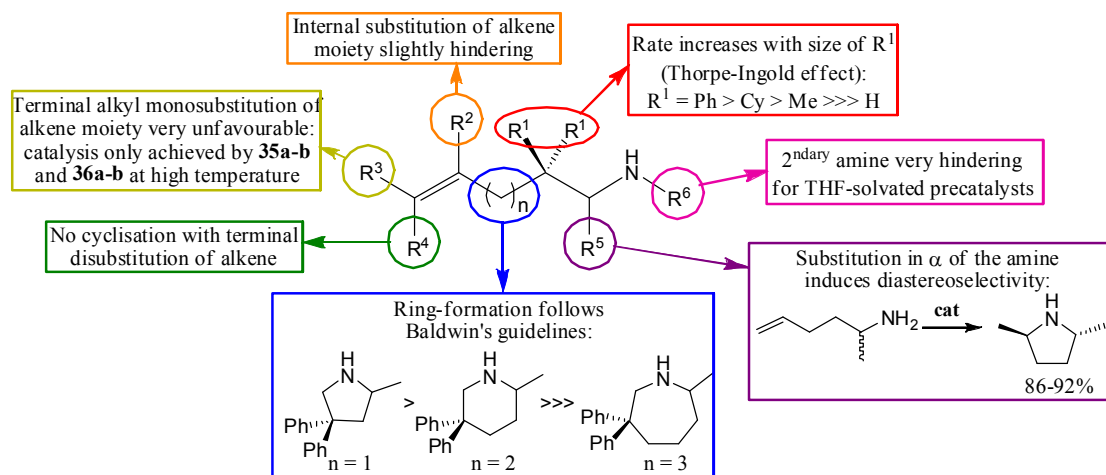 Internal substitution of alkene
moiety slightly hindering
Rate increases with size of R¹
(Thorpe-Ingold effect):
R¹ = Ph > Cy > Me >>> H
Terminal alkyl monosubstitution of
alkene moiety very unfavourable:
catalysis only achieved by 35a-b
and 36a-b at high temperature
R²
R¹
R¹
H
N
R³
( )n
R⁶
R⁴
R⁵
2ndary amine very hindering
for THF-solvated precatalysts
No cyclisation with terminal
disubstitution of alkene
Substitution in α of the amine
induces diastereoselectivity:
NH₂
cat
H
N
86-92%
Ring-formation follows
Baldwin's guidelines:
H
N
Ph
Ph
n = 1
>
H
N
Ph
Ph
n = 2
>>>
H
N
Ph
Ph
n = 3